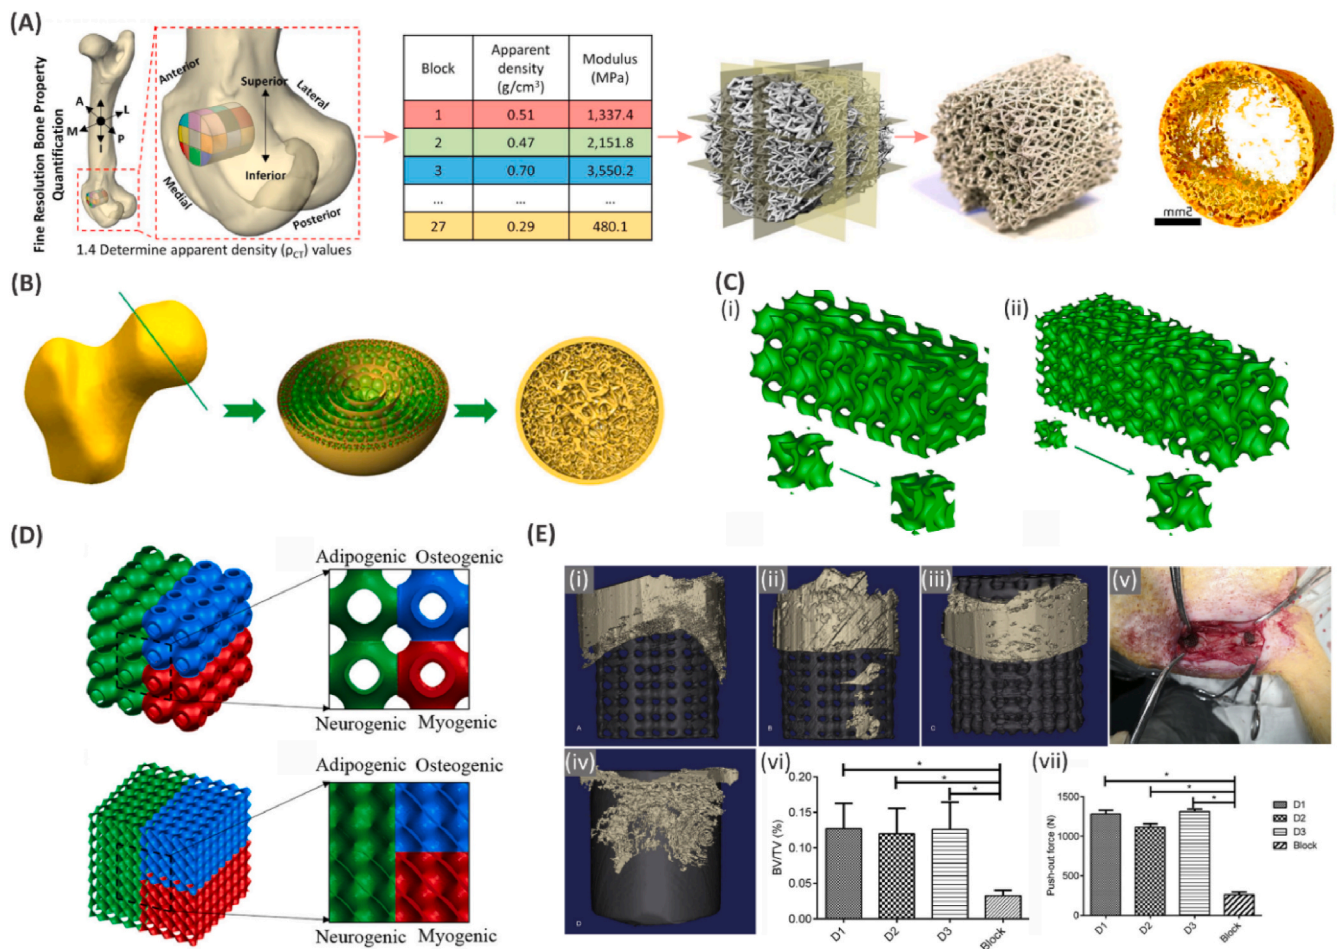 (A)
Fine Resolution Bone Property
Quantification
A
L
M
P
I
Anterior
Superior
Lateral
Inferior
Medial
Posterior
1.4 Determine apparent density (ρCT) values
Block
Apparent
density
(g/cm³)
Modulus
(MPa)
1 0.51 1,337.4
2 0.47 2,151.8
3 0.70 3,550.2
... ... ...
27 0.29 480.1
5mm
(B)
(C)
(i)
(ii)
(D)
Adipogenic Osteogenic
Neurogenic Myogenic
Adipogenic Osteogenic
Neurogenic Myogenic
(E)
(i)
A
(ii)
B
(iii)
C
(v)
(iv)
D
(vi)
BV/TV (%)
0.20
0.15
0.10
0.05
0.00
* * *
D1 D2 D3 Block
(vii)
Push-out force (N)
1500
1000
500
0
* * *
D1 D2 D3 Block
D1
D2
D3
Block